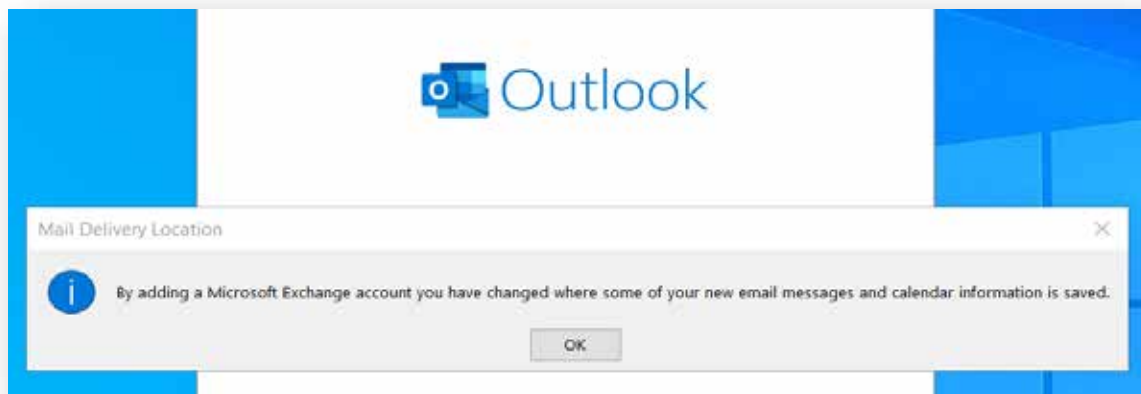 Outlook
Mail Delivery Location
By adding a Microsoft Exchange account you have changed where some of your new email messages and calendar information is saved.
OK